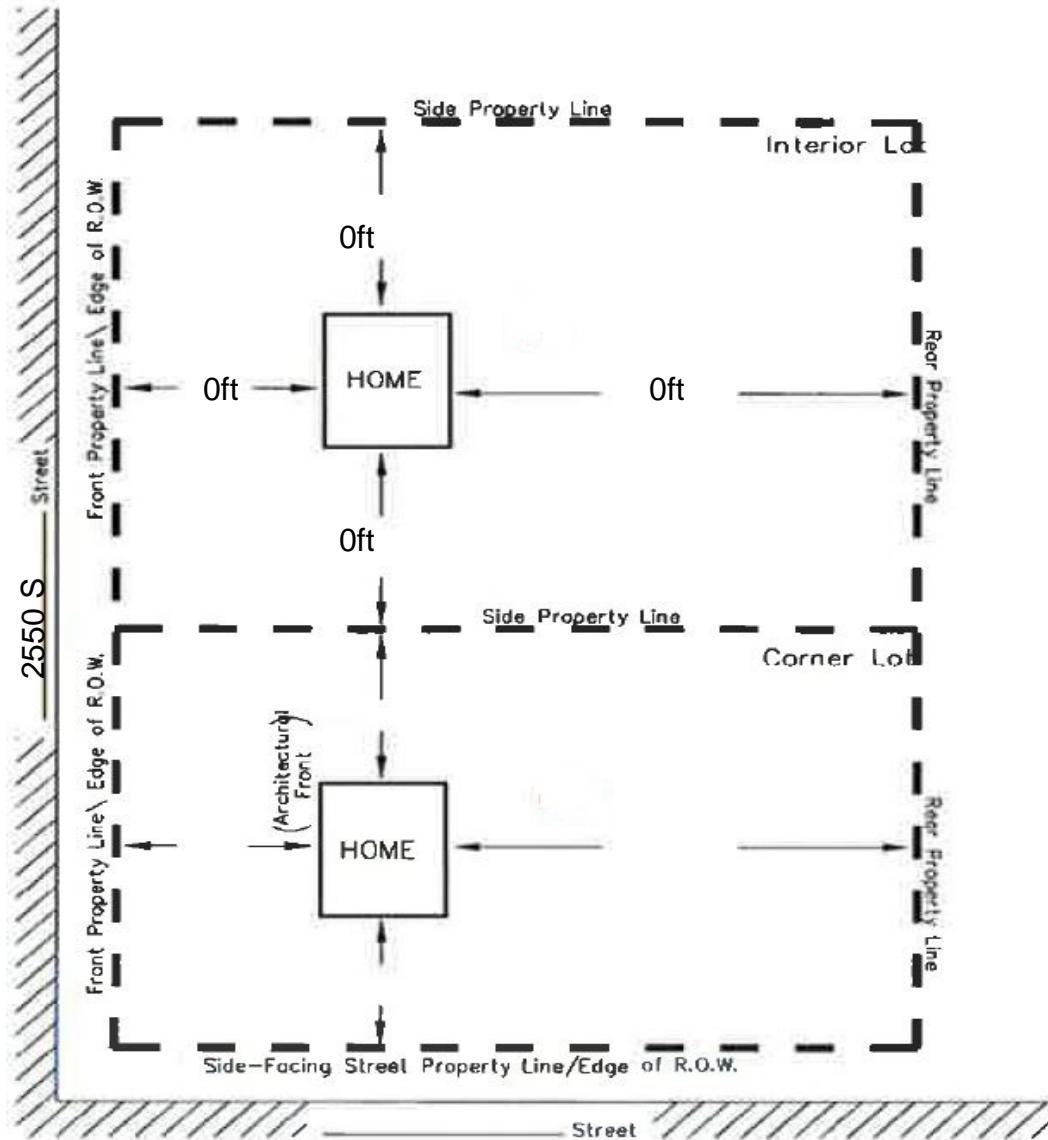 Side Property Line
Interior Lot
Front Property Line\ Edge of R.O.W.
0ft
HOME
0ft
0ft
Rear Property Line
0ft
2550 S Street
Side Property Line
Corner Lot
Front Property Line\ Edge of R.O.W.
(Architectural
Front)
HOME
Rear Property Line
Side-Facing Street Property Line/Edge of R.O.W.
Street